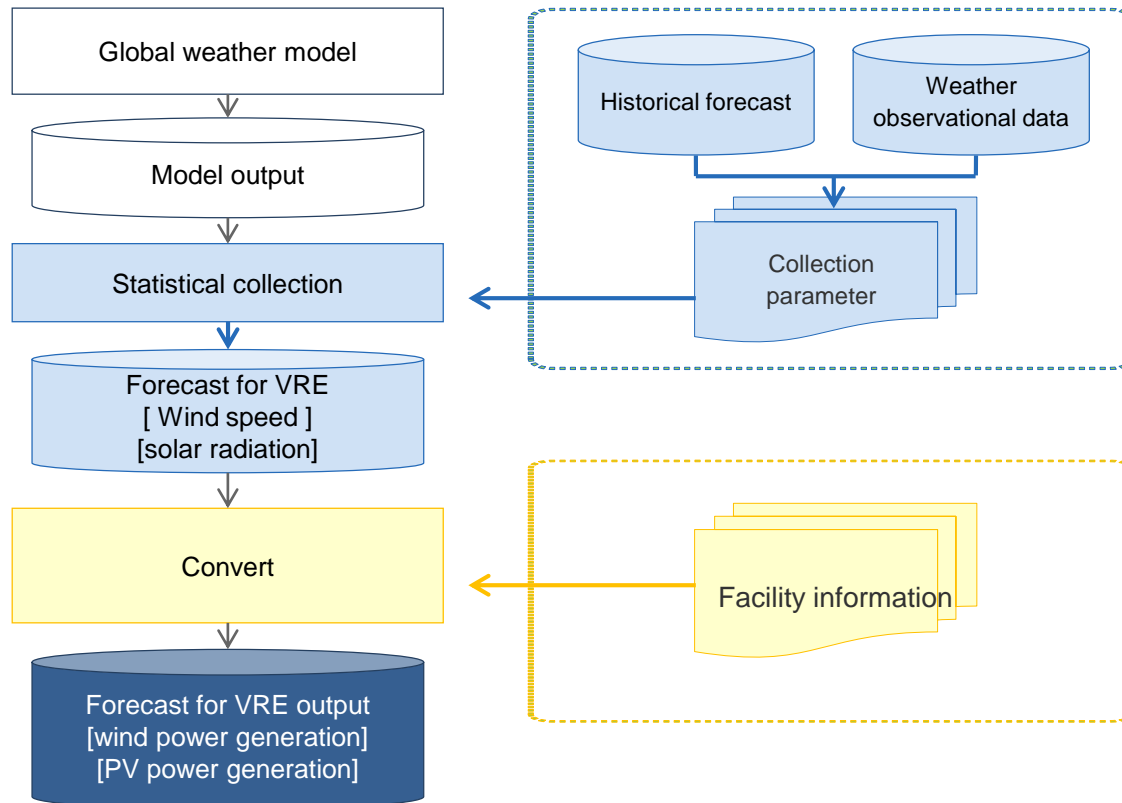 Global weather model
Model output
Statistical collection
Forecast for VRE
[ Wind speed ]
[solar radiation]
Convert
Forecast for VRE output
[wind power generation]
[PV power generation]
Historical forecast
Weather
observational data
Collection
parameter
Facility information